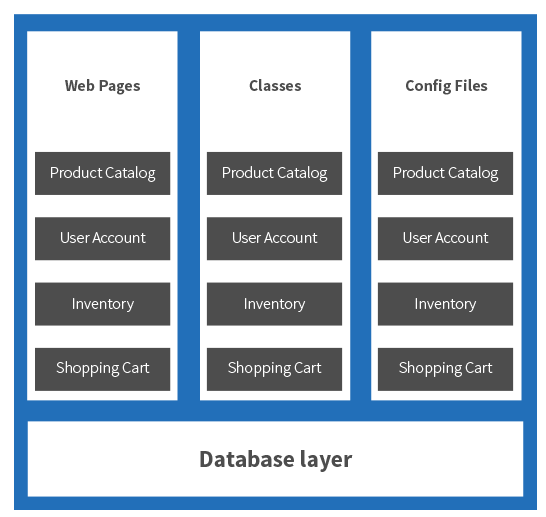 Web Pages
Product Catalog
User Account
Inventory
Shopping Cart
Classes
Product Catalog
User Account
Inventory
Shopping Cart
Config Files
Product Catalog
User Account
Inventory
Shopping Cart
Database layer